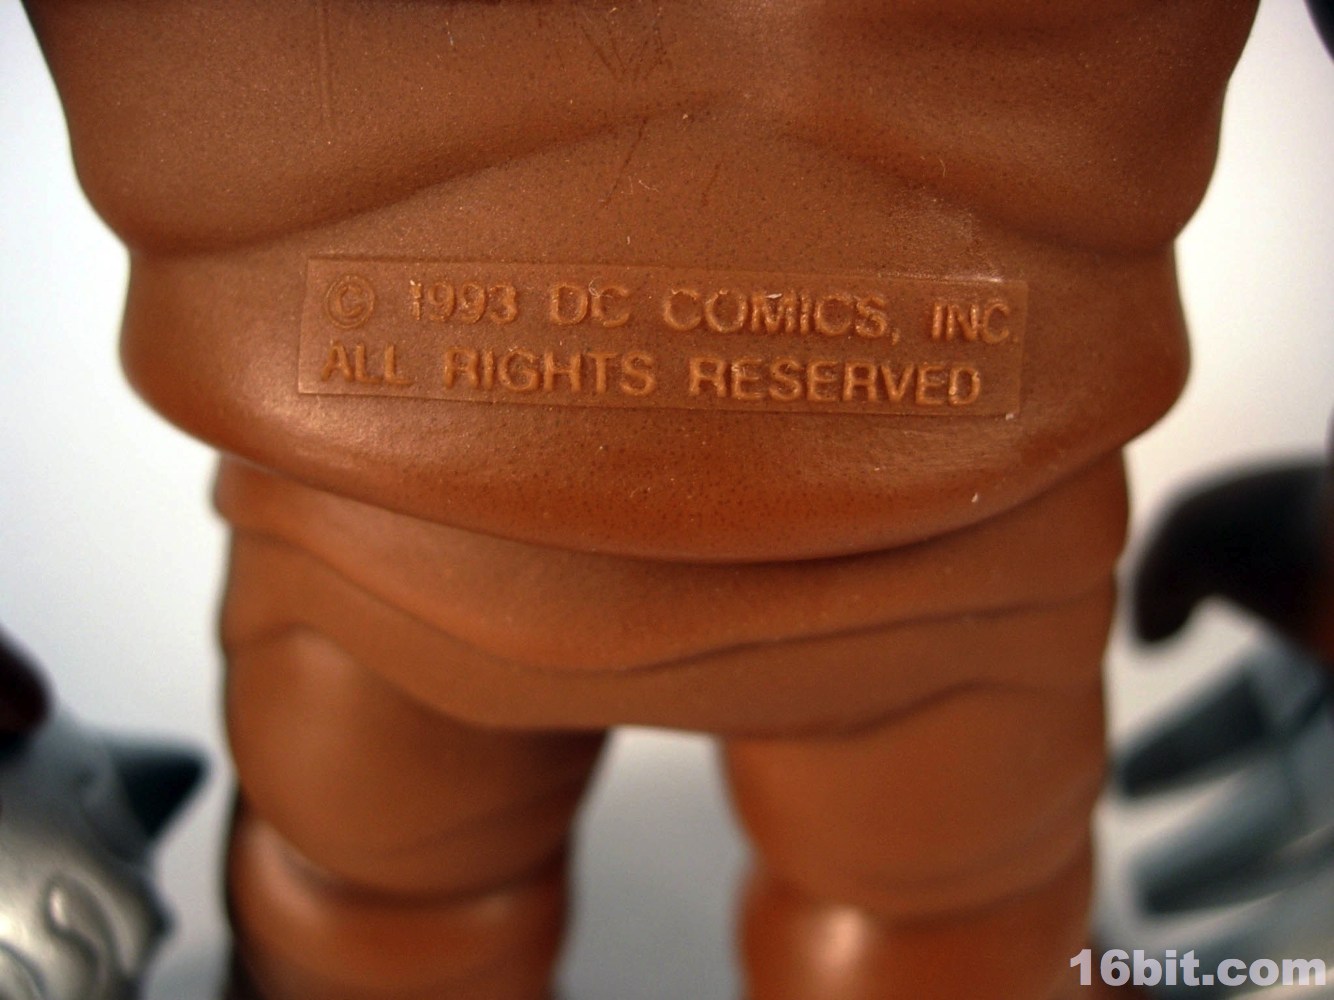 © 1993 DC COMICS, INC.
ALL RIGHTS RESERVED
16bit.com